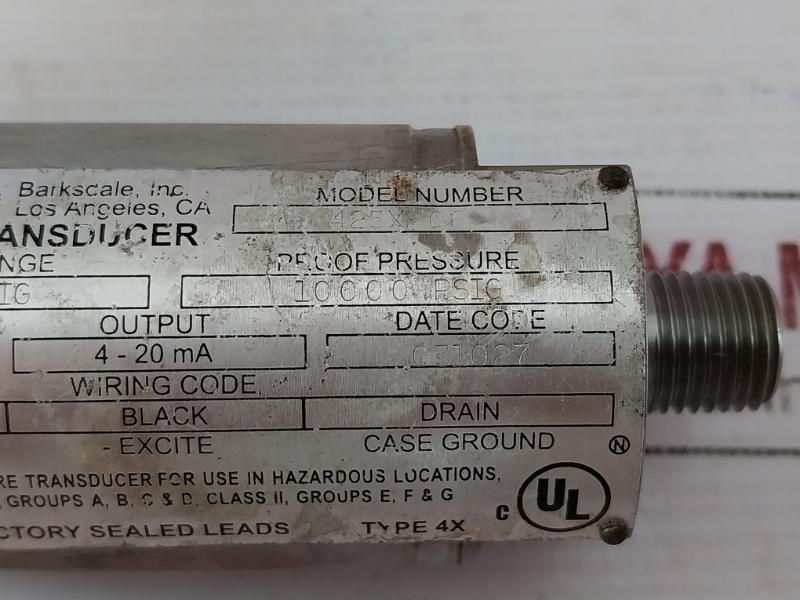 Barksdale, Inc.
Los Angeles, CA
MODEL NUMBER
ANSDUCER
NGE
PROOF PRESSURE
IG
10000 PSIG
OUTPUT
DATE CODE
4 - 20 mA
WIRING CODE
BLACK
DRAIN
- EXCITE
CASE GROUND
N
RE TRANSDUCER FOR USE IN HAZARDOUS LOCATIONS,
, GROUPS A, B, C & D, CLASS II, GROUPS E, F & G
C UL
CTORY SEALED LEADS
TYPE 4X
YA M